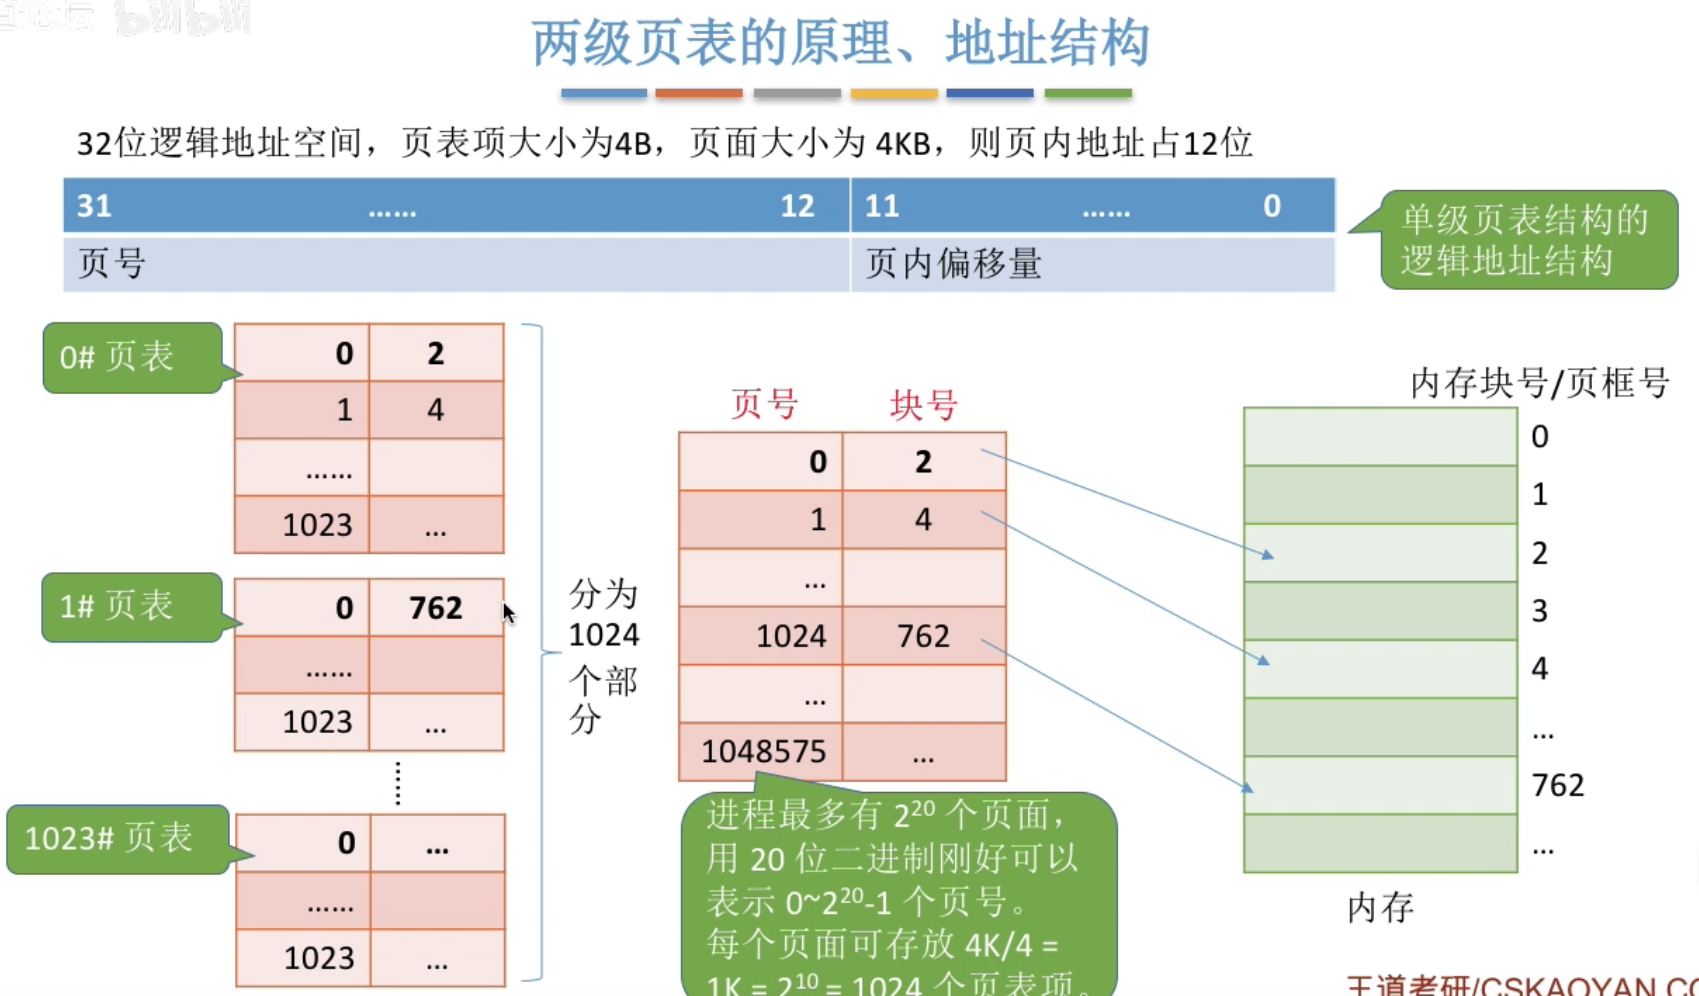 bilibili
两级页表的原理、地址结构
32位逻辑地址空间，页表项大小为4B，页面大小为 4KB，则页内地址占12位
31 …… 12 11 …… 0
页号 页内偏移量
单级页表结构的
逻辑地址结构
0# 页表
0 2
1 4
……
1023 ...
1# 页表
0 762
……
1023 ...
1023# 页表
0 ...
……
1023 ...
分为
1024
个部
分
页号 块号
0 2
1 4
...
1024 762
...
1048575 ...
进程最多有 2²⁰ 个页面，
用 20 位二进制刚好可以
表示 0~2²⁰-1 个页号。
每个页面可存放 4K/4 =
1K = 2¹⁰ = 1024 个页表项。
内存块号/页框号
0
1
2
3
4
...
762
...
内存
王道考研/CSKAOYAN.CO